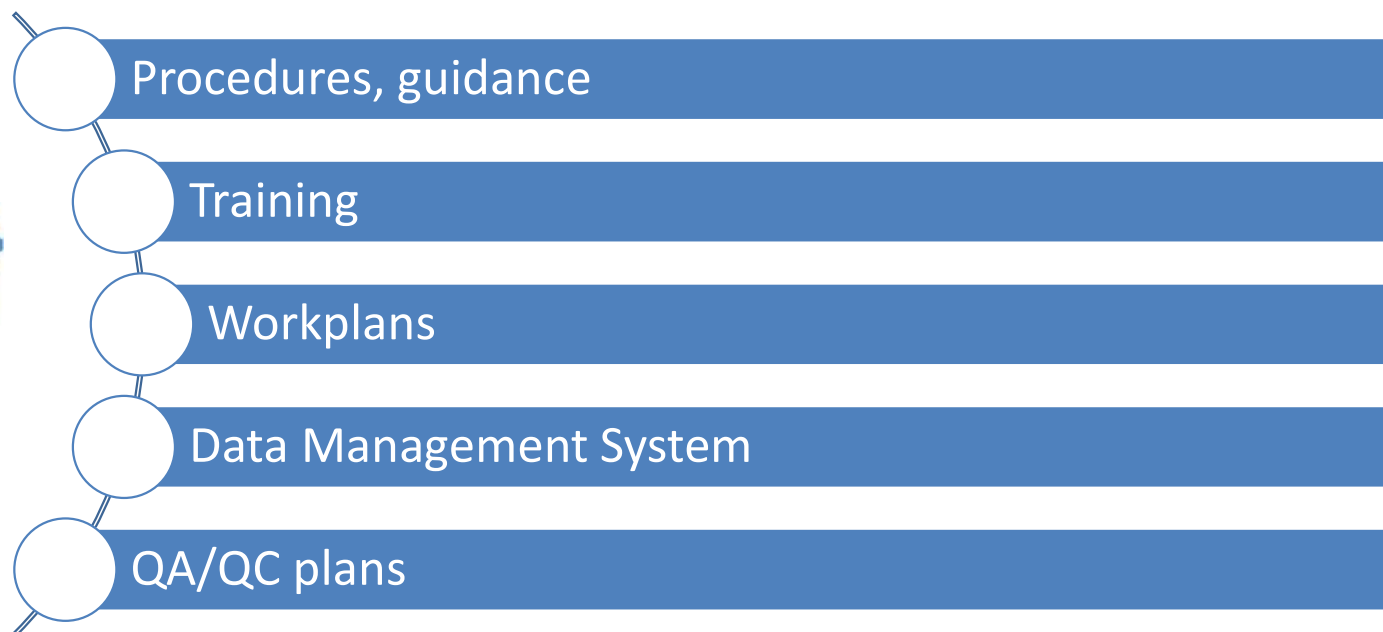 Procedures, guidance
Training
Workplans
Data Management System
QA/QC plans